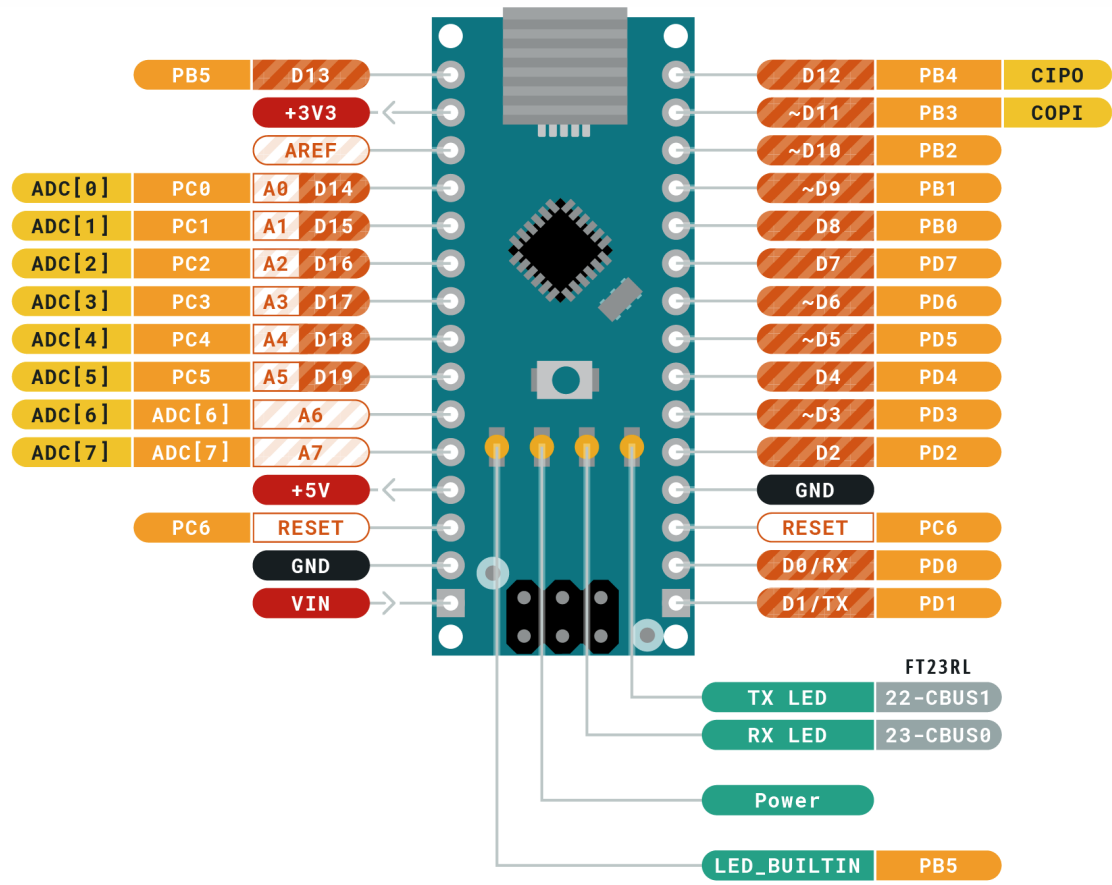 PB5 D13 D12 PB4 CIPO
+3V3 ~D11 PB3 COPI
AREF ~D10 PB2
ADC[0] PC0 A0 D14 ~D9 PB1
ADC[1] PC1 A1 D15 D8 PB0
ADC[2] PC2 A2 D16 D7 PD7
ADC[3] PC3 A3 D17 ~D6 PD6
ADC[4] PC4 A4 D18 ~D5 PD5
ADC[5] PC5 A5 D19 D4 PD4
ADC[6] ADC[6] A6 ~D3 PD3
ADC[7] ADC[7] A7 D2 PD2
+5V GND
PC6 RESET RESET PC6
GND D0/RX PD0
VIN D1/TX PD1
FT23RL
TX LED 22-CBUS1
RX LED 23-CBUS0
Power
LED_BUILTIN PB5